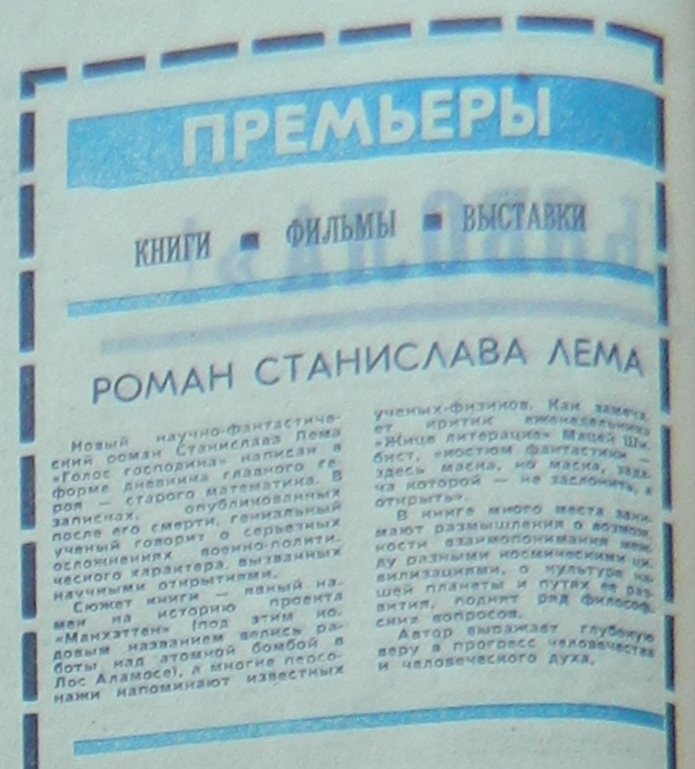 ПРЕМЬЕРЫ
КНИГИ ■ ФИЛЬМЫ ■ ВЫСТАВКИ
РОМАН СТАНИСЛАВА ЛЕМА
Новый научно-фантастиче-
ский роман Станислава Лема
«Голос господина» написан в
форме дневника главного ге-
роя — старого математика. В
записках, опубликованных
после его смерти, гениальный
ученый говорит о серьезных
осложнениях военно-полити-
ческого характера, вызванных
научными открытиями.
Сюжет книги — явный на-
мек на историю проекта
«Манхэттен» (под этим ко-
довым названием велись ра-
боты над атомной бомбой в
Лос Аламосе), а многие персо-
нажи напоминают известных
ученых-физиков. Как замеча-
ет критик еженедельника
«Жице литерацке» Мацей Ши-
бист, «костюм фантастики —
здесь маска, но маска, зада-
ча которой — не заслонить, а
открыть».
В книге много места зани-
мают размышления о возмож-
ности взаимопонимания меж-
ду разными космическими ци-
вилизациями, о культуре на-
шей планеты и путях ее раз-
вития, поднят ряд философ-
ских вопросов.
Автор выражает глубокую
веру в прогресс человечества
и человеческого духа.